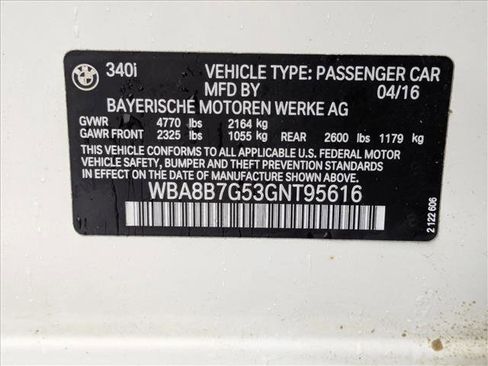 340i VEHICLE TYPE: PASSENGER CAR
MFD BY 04/16
BAYERISCHE MOTOREN WERKE AG
GVWR 4770 lbs 2164 kg
GAWR FRONT 2325 lbs 1055 kg REAR 2600 lbs 1179 kg
THIS VEHICLE CONFORMS TO ALL APPLICABLE U.S. FEDERAL MOTOR
VEHICLE SAFETY, BUMPER AND THEFT PREVENTION STANDARDS
IN EFFECT ON THE DATE OF MANUFACTURE SHOWN ABOVE.
WBA8B7G53GNT95616
2 122 606